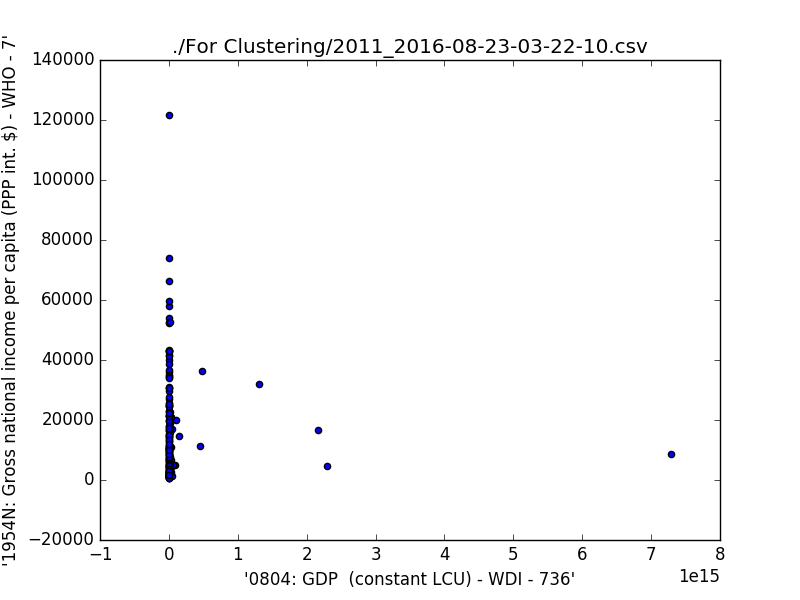 ./For Clustering/2011_2016-08-23-03-22-10.csv
'1954N: Gross national income per capita (PPP int. $) - WHO - 7'
140000
120000
100000
80000
60000
40000
20000
0
−20000
−1 0 1 2 3 4 5 6 7 8
1e15
'0804: GDP  (constant LCU) - WDI - 736'